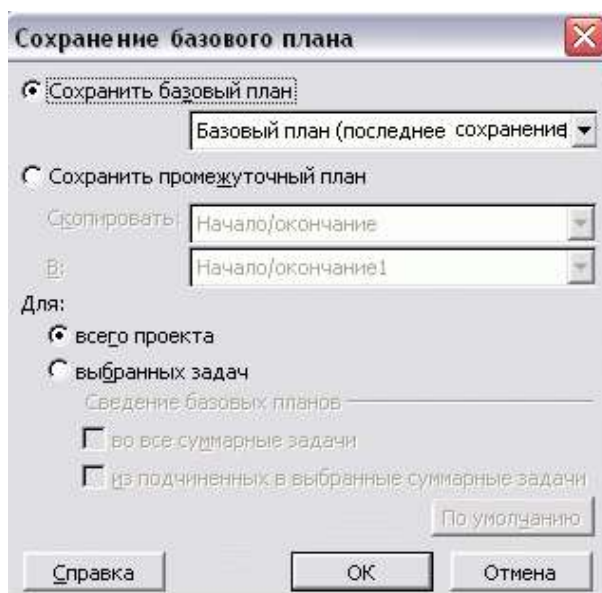 Сохранение базового плана
Сохранить базовый план
Базовый план (последнее сохранение
Сохранить промежуточный план
Скопировать: Начало/окончание
В: Начало/окончание1
Для:
всего проекта
выбранных задач
Сведение базовых планов
во все суммарные задачи
из подчиненных в выбранные суммарные задачи
По умолчанию
Справка ОК Отмена